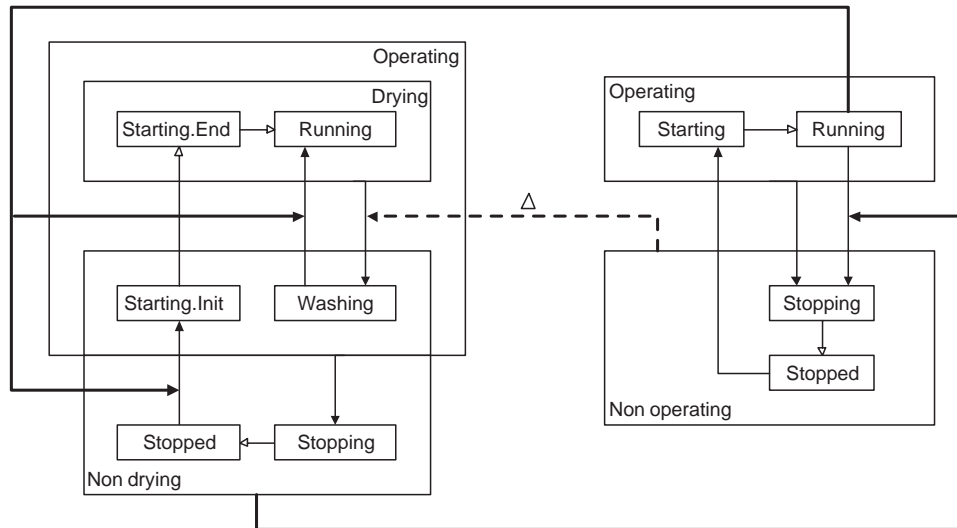 Operating
Drying
Starting.End
Running
Starting.Init
Washing
Stopped
Stopping
Non drying
Δ
Operating
Starting
Running
Stopping
Stopped
Non operating